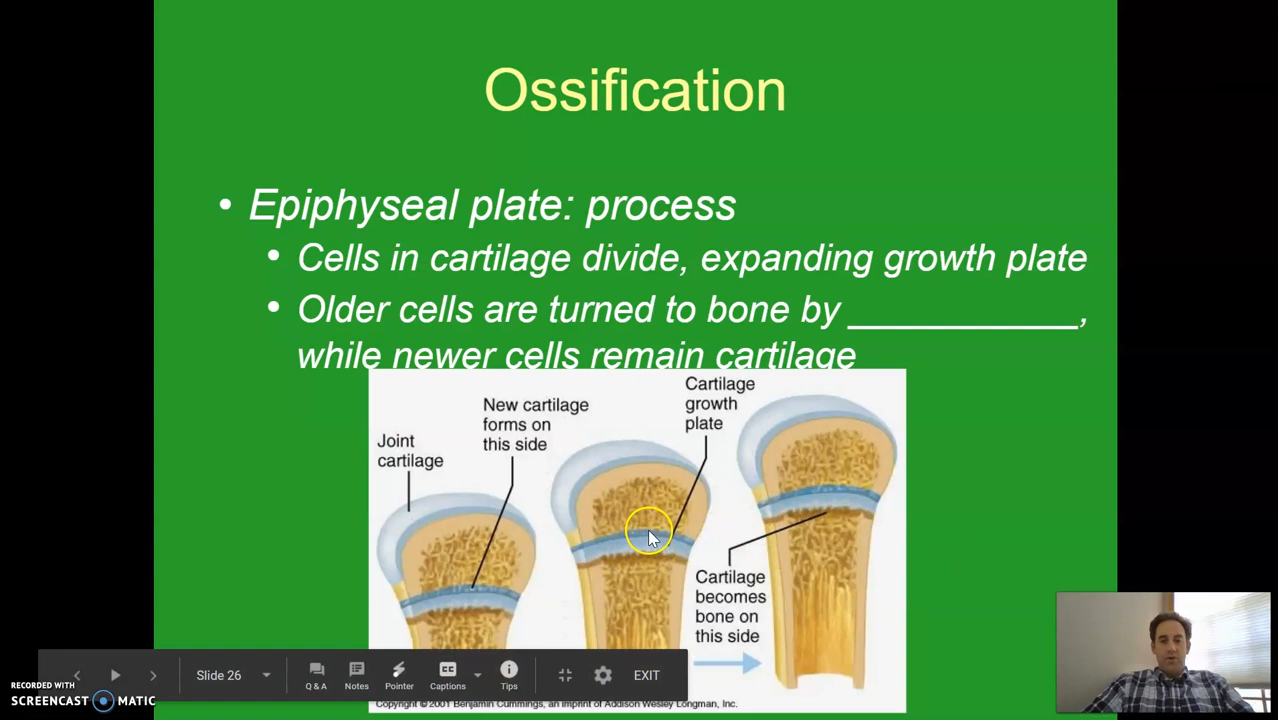 Ossification
• Epiphyseal plate: process
• Cells in cartilage divide, expanding growth plate
• Older cells are turned to bone by ___________,
while newer cells remain cartilage
Joint
cartilage
New cartilage
forms on
this side
Cartilage
growth
plate
Cartilage
becomes
bone on
this side
Slide 26
Q & A
Notes
Pointer
CC
Captions
Tips
EXIT
RECORDED WITH
SCREENCAST MATIC
Copyright © 2001 Benjamin Cummings, an imprint of Addison Wesley Longman, Inc.